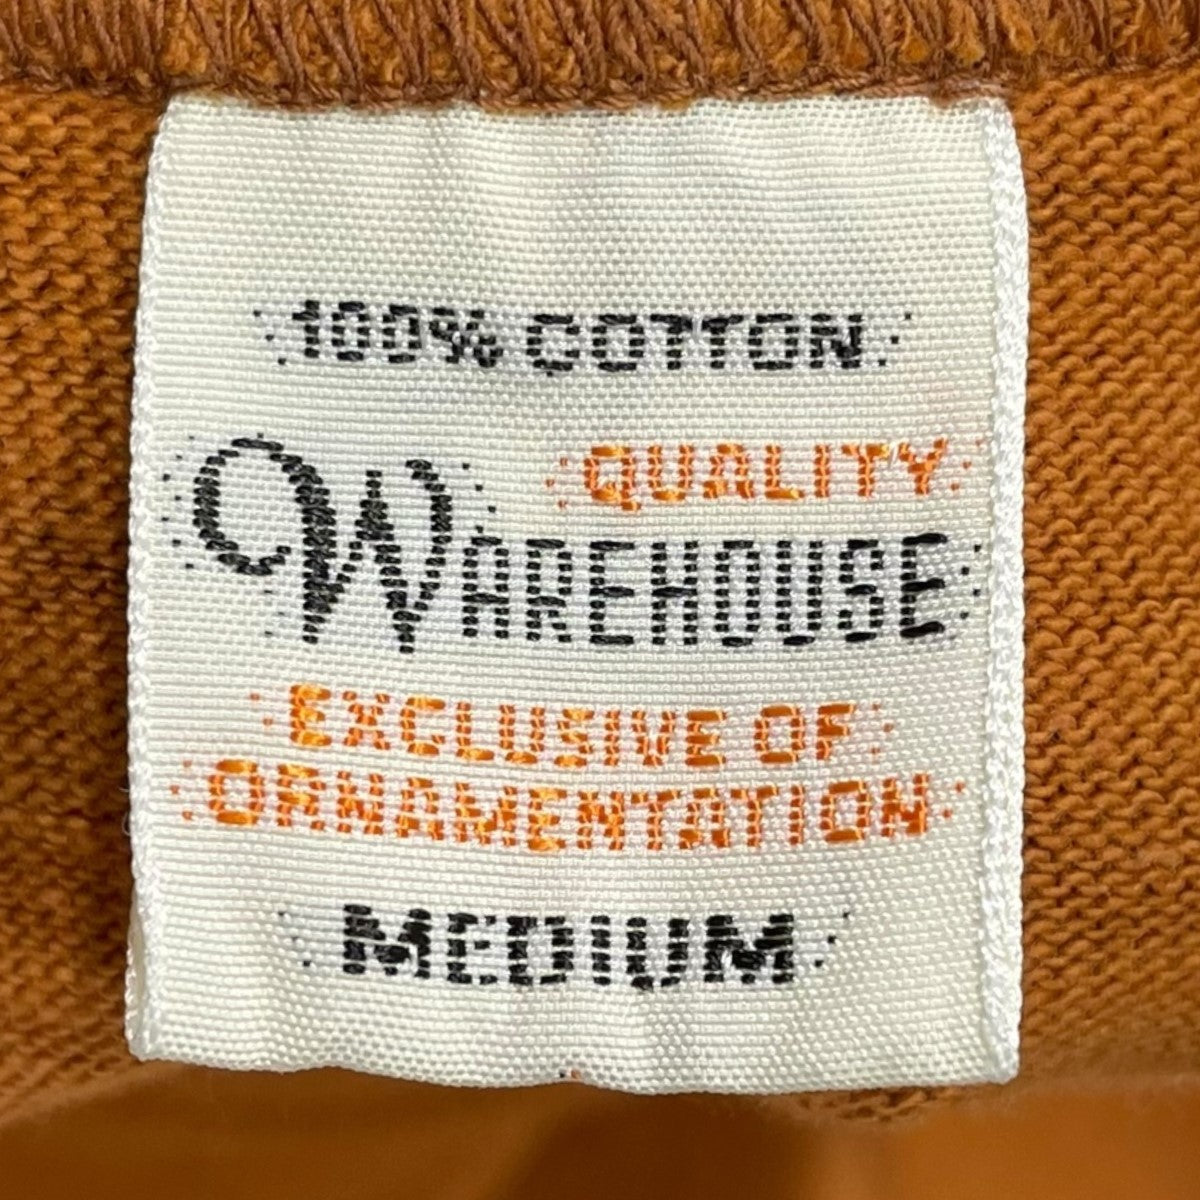 100% COTTON
QUALITY
WAREHOUSE
EXCLUSIVE OF
ORNAMENTATION
MEDIUM